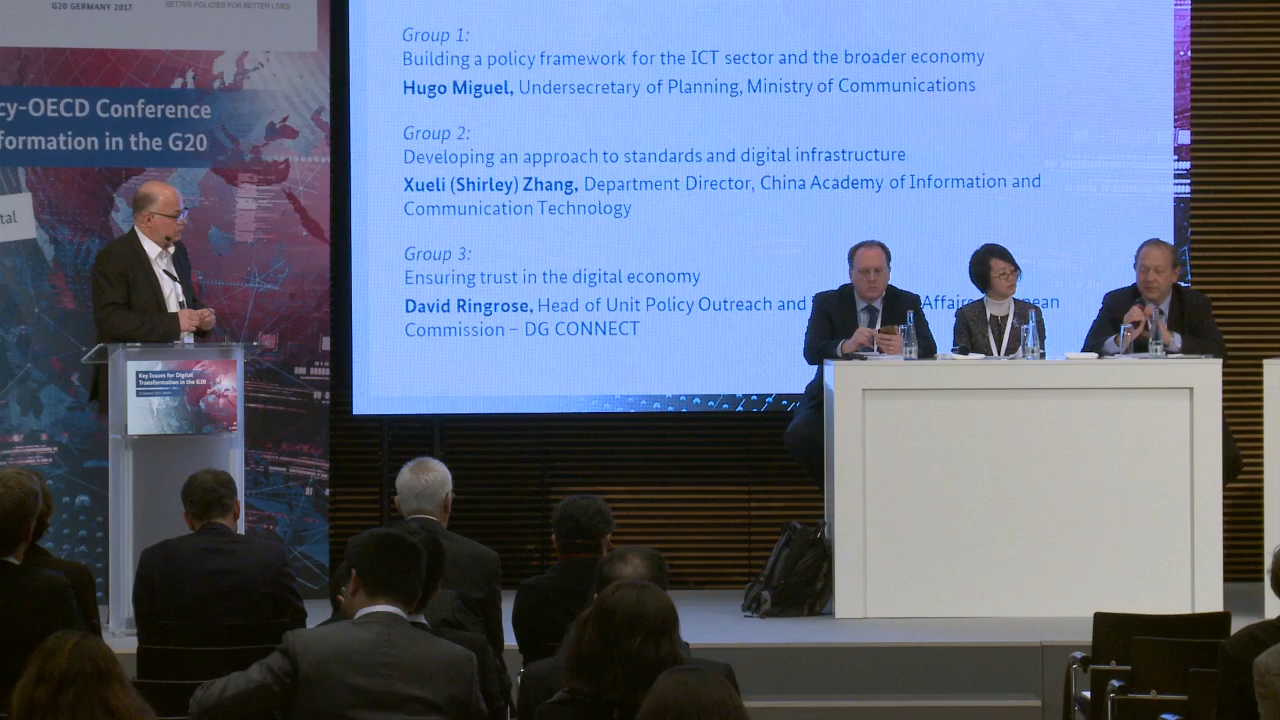 G20 GERMANY 2017
BETTER POLICIES FOR BETTER LIVES
cy-OECD Conference
formation in the G20
tal
Group 1:
Building a policy framework for the ICT sector and the broader economy
Hugo Miguel, Undersecretary of Planning, Ministry of Communications
Group 2:
Developing an approach to standards and digital infrastructure
Xueli (Shirley) Zhang, Department Director, China Academy of Information and
Communication Technology
Group 3:
Ensuring trust in the digital economy
David Ringrose, Head of Unit Policy Outreach and Affairs pean
Commission – DG CONNECT
Key Issues for Digital
Transformation in the G20